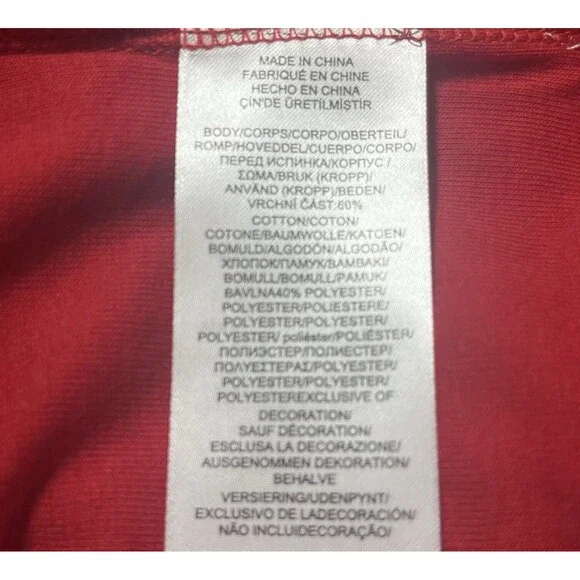 MADE IN CHINA
FABRIQUÉ EN CHINE
HECHO EN CHINA
ÇİN'DE ÜRETİLMİŞTİR
BODY/CORPS/CORPO/OBERTEIL/
ROMP/HOVEDDEL/CUERPO/CORPO/
ПЕРЕД ИСПИНКА/КОРПУС /
ΣΩΜΑ/BRUK (KROPP)/
ANVÄND (KROPP)/BEDEN/
VRCHNÍ ČÁST:60%
COTTON/COTON/
COTONE/BAUMWOLLE/KATOEN/
BOMULD/ALGODÓN/ALGODÃO/
ХЛОПОК/ПАМУК/ΒΑΜΒΑΚΙ/
BOMULL/BOMULL/PAMUK/
BAVLNA40% POLYESTER/
POLYESTER/POLIESTERE/
POLYESTER/POLYESTER/
POLYESTER/ poliéster/POLIÉSTER/
ПОЛИЭСТЕР/ПОЛИЕСТЕР/
ΠΟΛΥΕΣΤΕΡΑΣ/POLYESTER/
POLYESTER/POLYESTER/
POLYESTEREXCLUSIVE OF
DECORATION/
SAUF DÉCORATION/
ESCLUSA LA DECORAZIONE/
AUSGENOMMEN DEKORATION/
BEHALVE
VERSIERING/UDENPYNT/
EXCLUSIVO DE LADECORACIÓN/
NÃO INCLUIDECORAÇÃO/